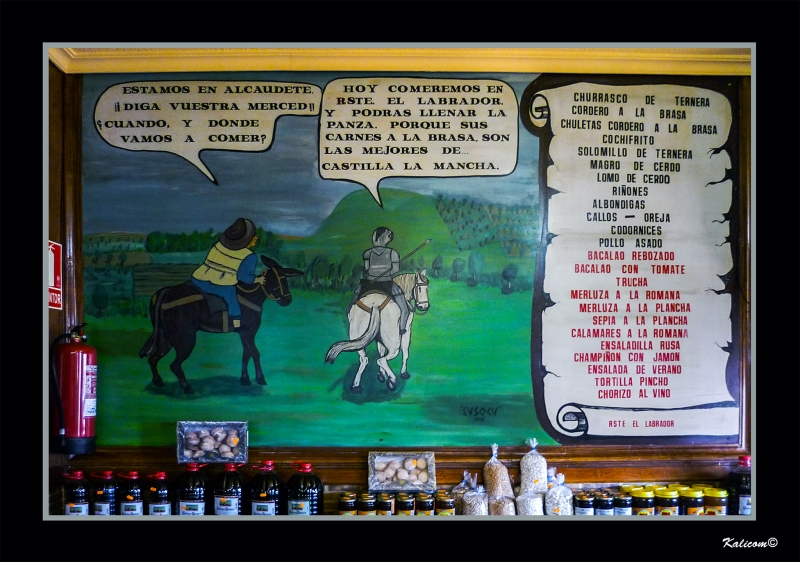 ESTAMOS EN ALCAUDETE.
¡¡DIGA VUESTRA MERCED!!
¿CUANDO, Y DONDE
VAMOS A COMER?
HOY COMEREMOS EN
RSTE. EL LABRADOR.
Y PODRAS LLENAR LA
PANZA. PORQUE SUS
CARNES A LA BRASA, SON
LAS MEJORES DE...
CASTILLA LA MANCHA.
CHURRASCO DE TERNERA
CORDERO A LA BRASA
CHULETAS CORDERO A LA BRASA
COCHIFRITO
SOLOMILLO DE TERNERA
MAGRO DE CERDO
LOMO DE CERDO
RIÑONES
ALBONDIGAS
CALLOS - OREJA
CODORNICES
POLLO ASADO
BACALAO REBOZADO
BACALAO CON TOMATE
TRUCHA
MERLUZA A LA ROMANA
MERLUZA A LA PLANCHA
SEPIA A LA PLANCHA
CALAMARES A LA ROMANA
ENSALADILLA RUSA
CHAMPIÑON CON JAMON
ENSALADA DE VERANO
TORTILLA PINCHO
CHORIZO AL VINO
RSTE EL LABRADOR
Kalicom©